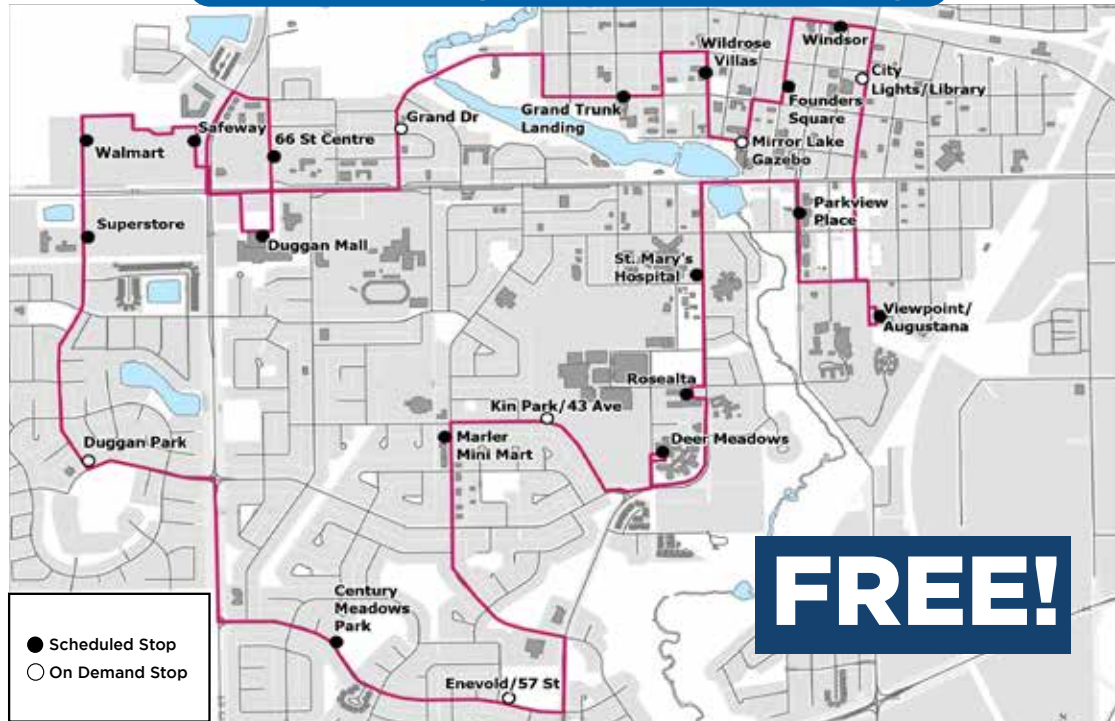 Windsor
Wildrose
Villas
City
Lights/Library
Grand Trunk
Landing
Founders
Square
Grand Dr
Safeway
66 St Centre
Walmart
Mirror Lake
Gazebo
Superstore
Duggan Mall
Parkview
Place
St. Mary's
Hospital
Viewpoint/
Augustana
Rosealta
Kin Park/43 Ave
Duggan Park
Marler
Mini Mart
Deer Meadows
Century
Meadows
Park
Enevold/57 St
FREE!
Scheduled Stop
On Demand Stop